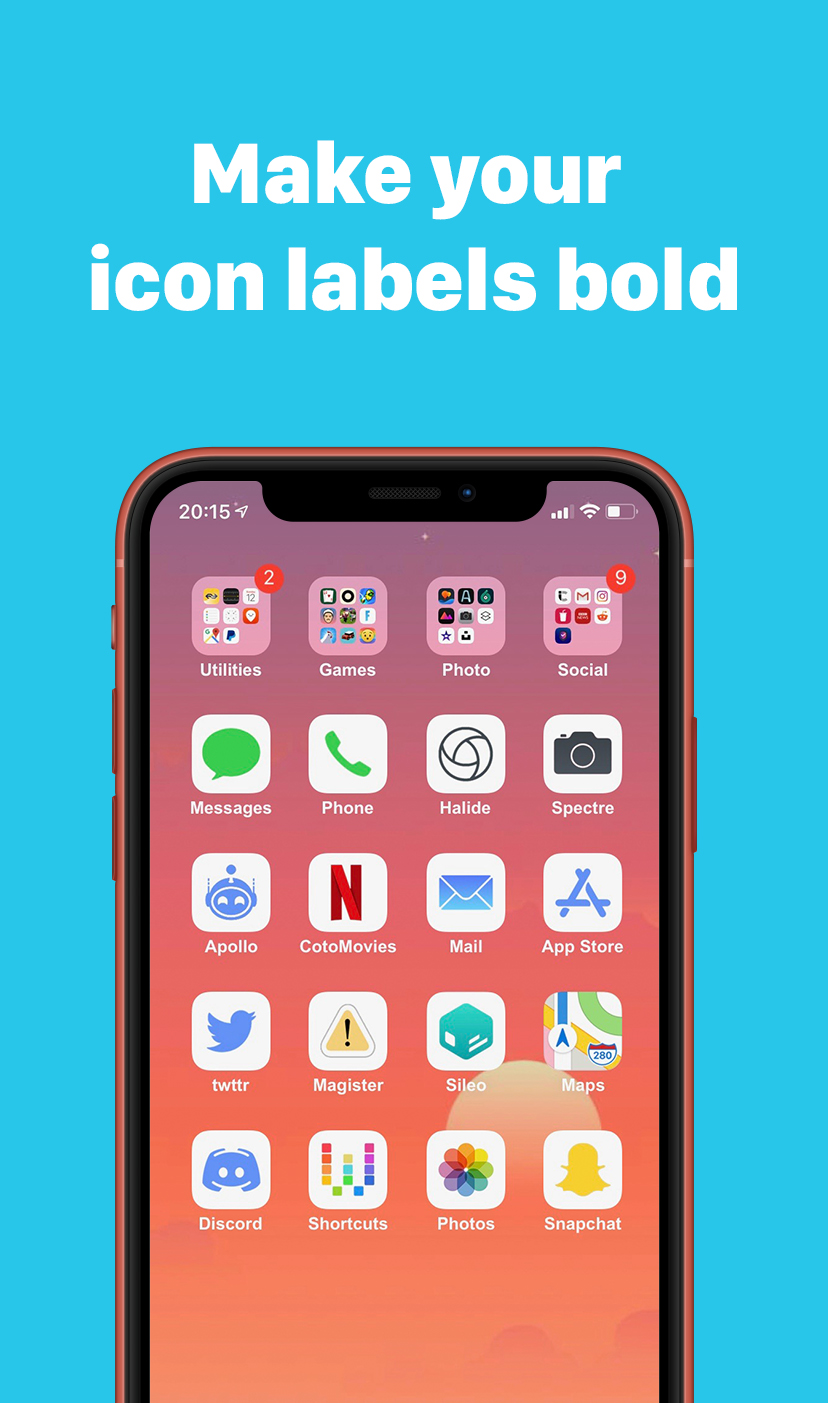 Make your
icon labels bold
20:15
2
9
12
Utilities Games Photo Social
Messages Phone Halide Spectre
N
Apollo CotoMovies Mail App Store
280
twttr Magister Sileo Maps
Discord Shortcuts Photos Snapchat